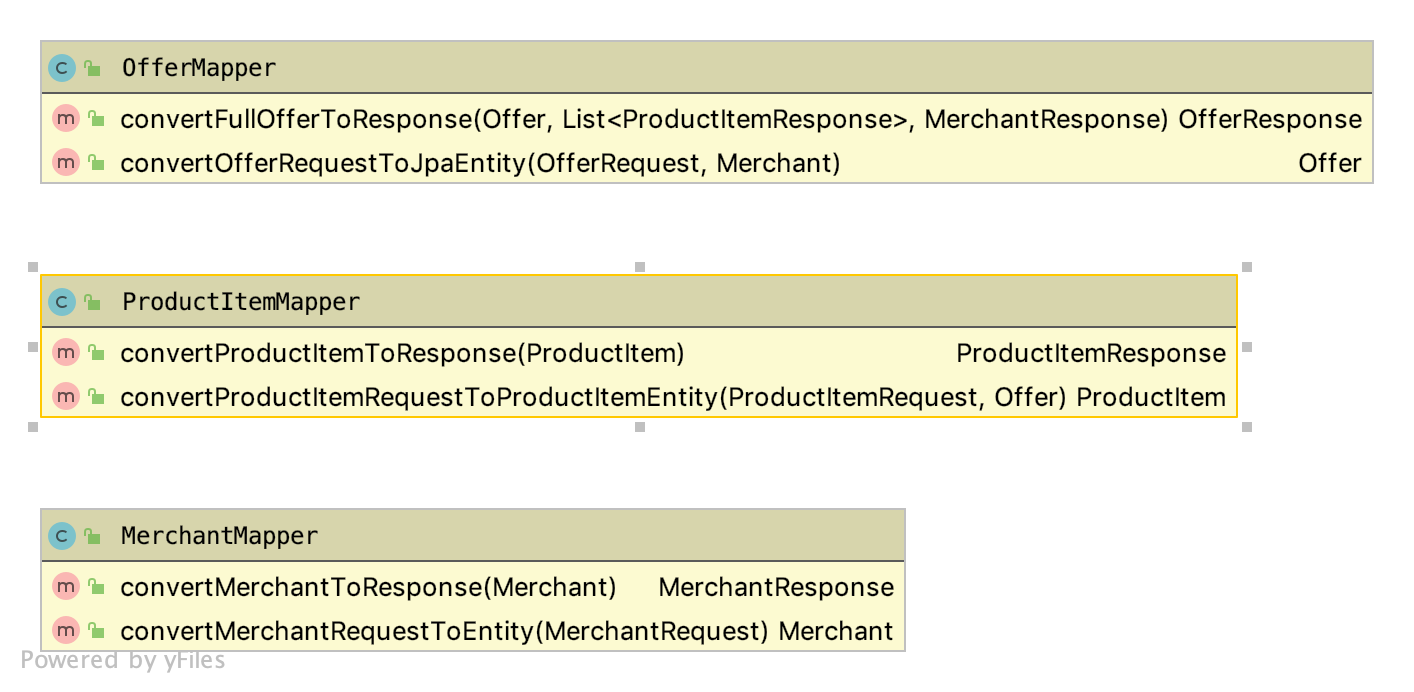 OfferMapper
convertFullOfferToResponse(Offer, List<ProductItemResponse>, MerchantResponse) OfferResponse
convertOfferRequestToJpaEntity(OfferRequest, Merchant) Offer
ProductItemMapper
convertProductItemToResponse(ProductItem) ProductItemResponse
convertProductItemRequestToProductItemEntity(ProductItemRequest, Offer) ProductItem
MerchantMapper
convertMerchantToResponse(Merchant) MerchantResponse
convertMerchantRequestToEntity(MerchantRequest) Merchant
Powered by yFiles